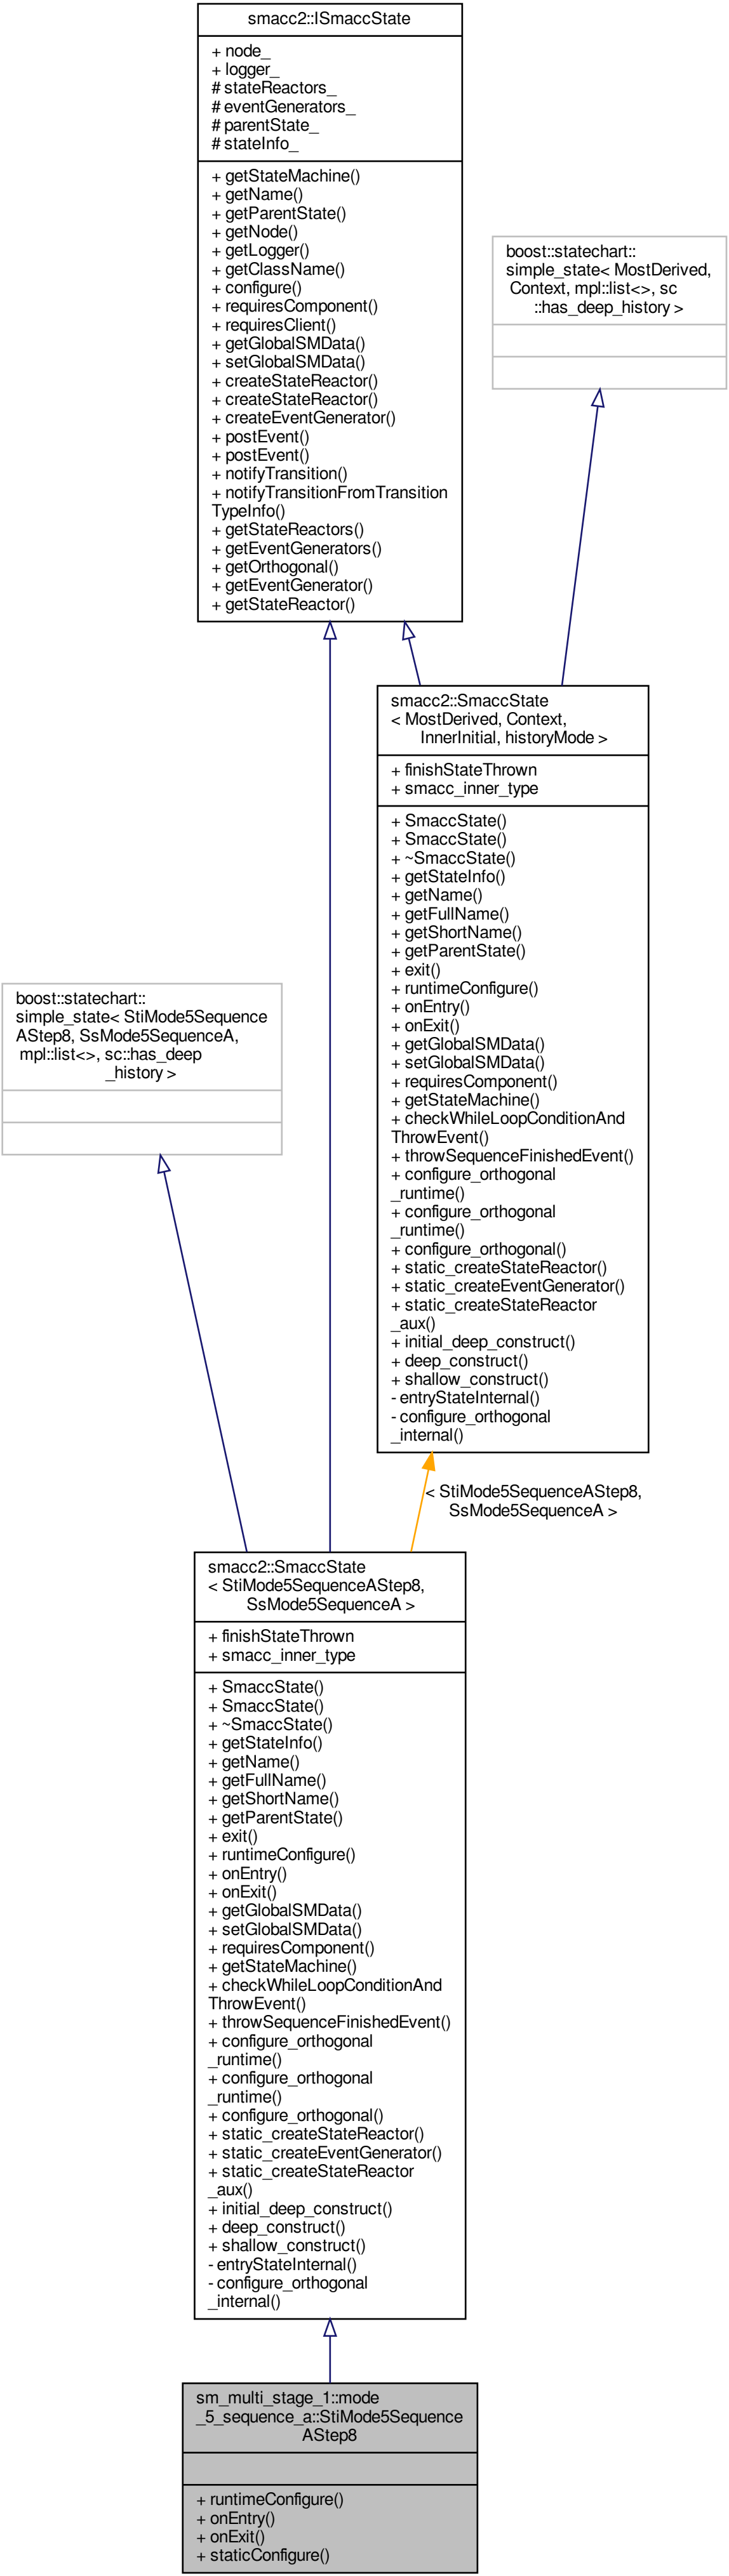 smacc2::ISmaccState
+ node_
+ logger_
# stateReactors_
# eventGenerators_
# parentState_
# stateInfo_
+ getStateMachine()
+ getName()
+ getParentState()
+ getNode()
+ getLogger()
+ getClassName()
+ configure()
+ requiresComponent()
+ requiresClient()
+ getGlobalSMData()
+ setGlobalSMData()
+ createStateReactor()
+ createStateReactor()
+ createEventGenerator()
+ postEvent()
+ postEvent()
+ notifyTransition()
+ notifyTransitionFromTransition
TypeInfo()
+ getStateReactors()
+ getEventGenerators()
+ getOrthogonal()
+ getEventGenerator()
+ getStateReactor()
boost::statechart::
simple_state< MostDerived,
Context, mpl::list<>, sc
::has_deep_history >
smacc2::SmaccState
< MostDerived, Context,
InnerInitial, historyMode >
+ finishStateThrown
+ smacc_inner_type
+ SmaccState()
+ SmaccState()
+ ~SmaccState()
+ getStateInfo()
+ getName()
+ getFullName()
+ getShortName()
+ getParentState()
+ exit()
+ runtimeConfigure()
+ onEntry()
+ onExit()
+ getGlobalSMData()
+ setGlobalSMData()
+ requiresComponent()
+ getStateMachine()
+ checkWhileLoopConditionAnd
ThrowEvent()
+ throwSequenceFinishedEvent()
+ configure_orthogonal
_runtime()
+ configure_orthogonal
_runtime()
+ configure_orthogonal()
+ static_createStateReactor()
+ static_createEventGenerator()
+ static_createStateReactor
_aux()
+ initial_deep_construct()
+ deep_construct()
+ shallow_construct()
- entryStateInternal()
- configure_orthogonal
_internal()
boost::statechart::
simple_state< StiMode5Sequence
AStep8, SsMode5SequenceA,
mpl::list<>, sc::has_deep
_history >
< StiMode5SequenceAStep8,
SsMode5SequenceA >
smacc2::SmaccState
< StiMode5SequenceAStep8,
SsMode5SequenceA >
+ finishStateThrown
+ smacc_inner_type
+ SmaccState()
+ SmaccState()
+ ~SmaccState()
+ getStateInfo()
+ getName()
+ getFullName()
+ getShortName()
+ getParentState()
+ exit()
+ runtimeConfigure()
+ onEntry()
+ onExit()
+ getGlobalSMData()
+ setGlobalSMData()
+ requiresComponent()
+ getStateMachine()
+ checkWhileLoopConditionAnd
ThrowEvent()
+ throwSequenceFinishedEvent()
+ configure_orthogonal
_runtime()
+ configure_orthogonal
_runtime()
+ configure_orthogonal()
+ static_createStateReactor()
+ static_createEventGenerator()
+ static_createStateReactor
_aux()
+ initial_deep_construct()
+ deep_construct()
+ shallow_construct()
- entryStateInternal()
- configure_orthogonal
_internal()
sm_multi_stage_1::mode
_5_sequence_a::StiMode5Sequence
AStep8
+ runtimeConfigure()
+ onEntry()
+ onExit()
+ staticConfigure()